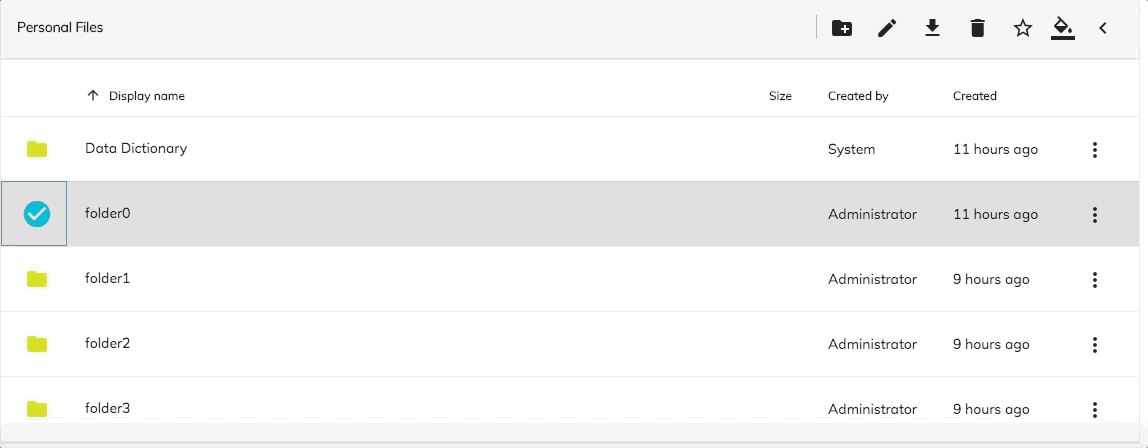 Personal Files
Display name Size Created by Created
Data Dictionary System 11 hours ago
folder0 Administrator 11 hours ago
folder1 Administrator 9 hours ago
folder2 Administrator 9 hours ago
folder3 Administrator 9 hours ago